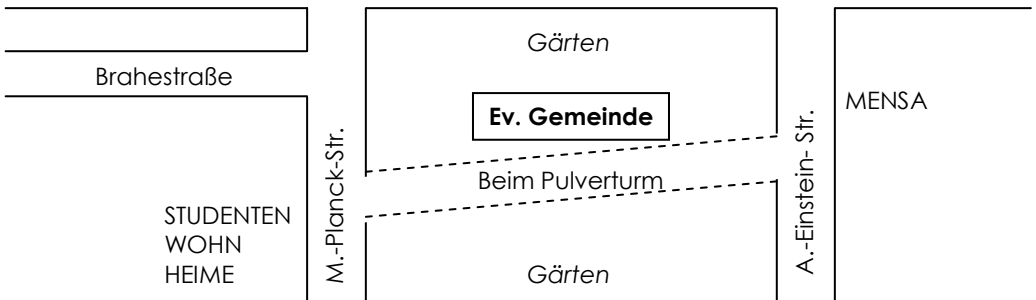 Gärten
Brahestraße
MENSA
Ev. Gemeinde
M.-Planck-Str.
A.-Einstein- Str.
Beim Pulverturm
STUDENTEN
WOHN
HEIME
Gärten